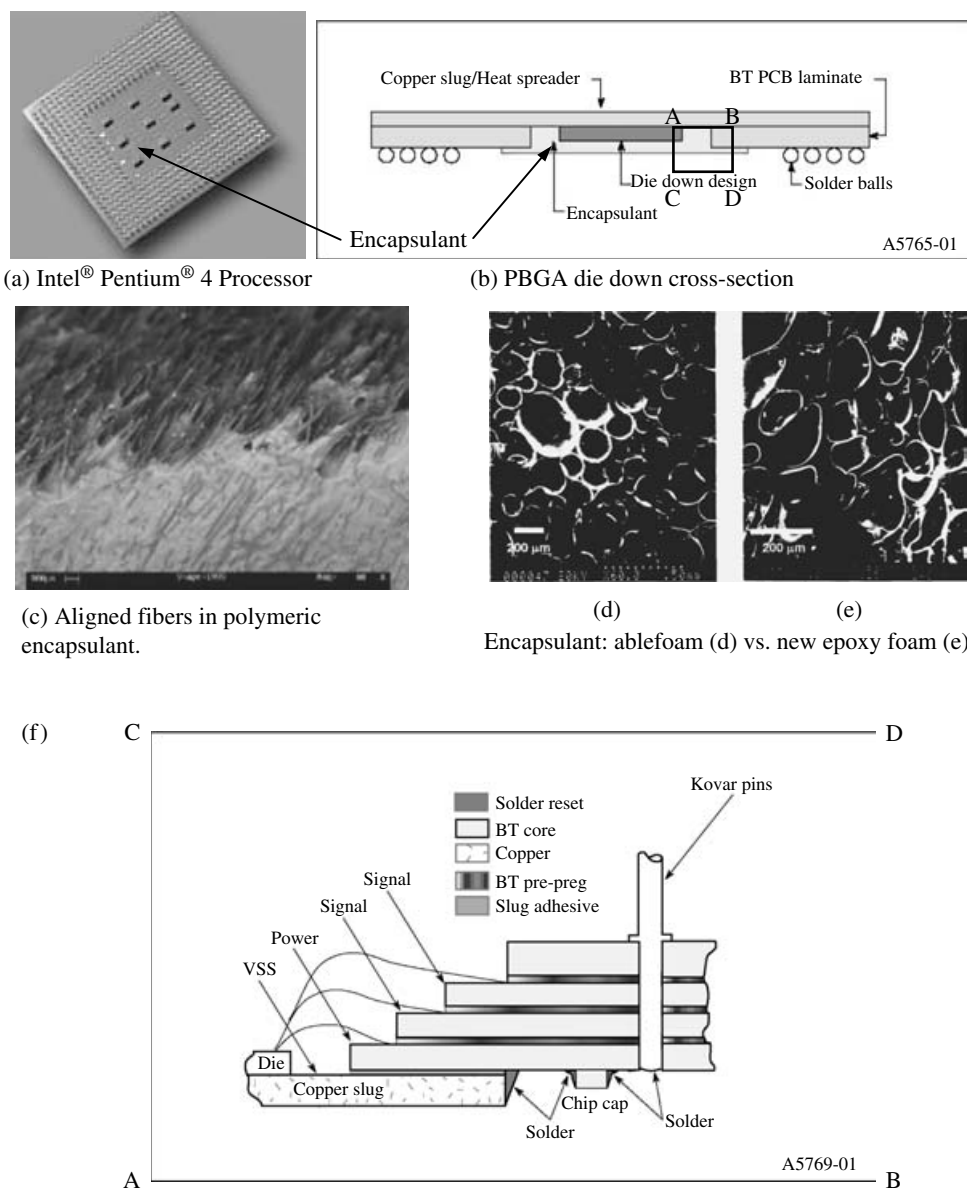 Copper slug/Heat spreader
BT PCB laminate
A
B
Die down design
Solder balls
C
D
Encapsulant
Encapsulant
A5765-01
(a) Intel® Pentium® 4 Processor
(b) PBGA die down cross-section
200 μm
200 μm
(c) Aligned fibers in polymeric
encapsulant.
(d)
(e)
Encapsulant: ablefoam (d) vs. new epoxy foam (e)
(f)
C
D
Kovar pins
Solder reset
BT core
Copper
BT pre-preg
Slug adhesive
Signal
Signal
Power
VSS
Die
Copper slug
Chip cap
Solder
Solder
A5769-01
A
B